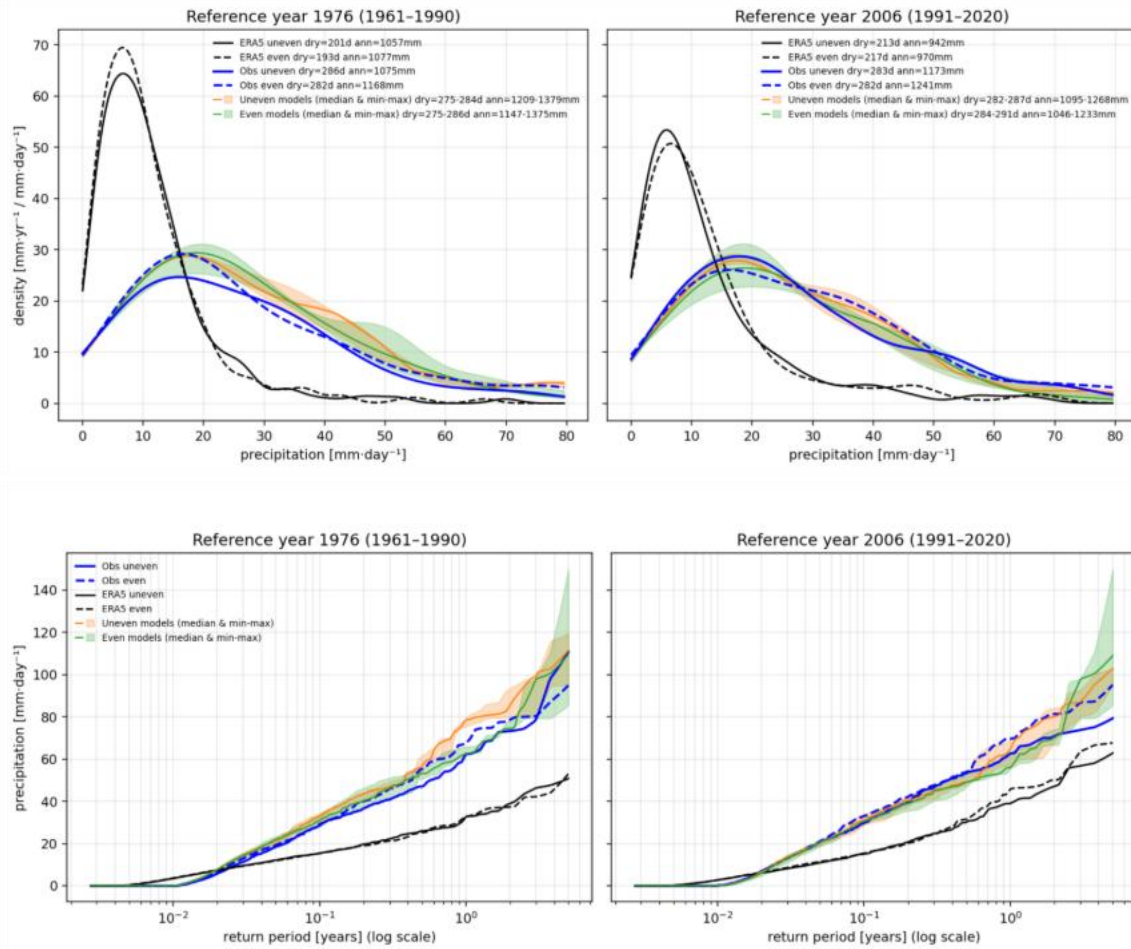 Reference year 1976 (1961–1990)
ERA5 uneven dry=201d ann=1057mm
ERA5 even dry=193d ann=1077mm
Obs uneven dry=286d ann=1075mm
Obs even dry=282d ann=1168mm
Uneven models (median & min-max) dry=275-284d ann=1209-1379mm
Even models (median & min-max) dry=275-286d ann=1147-1375mm
density [mm·yr⁻¹ / mm·day⁻¹]
70
60
50
40
30
20
10
0
0 10 20 30 40 50 60 70 80
precipitation [mm·day⁻¹]
Reference year 2006 (1991–2020)
ERA5 uneven dry=213d ann=942mm
ERA5 even dry=217d ann=970mm
Obs uneven dry=283d ann=1173mm
Obs even dry=282d ann=1241mm
Uneven models (median & min-max) dry=282-287d ann=1095-1268mm
Even models (median & min-max) dry=284-291d ann=1046-1233mm
0 10 20 30 40 50 60 70 80
precipitation [mm·day⁻¹]
Reference year 1976 (1961–1990)
Obs uneven
Obs even
ERA5 uneven
ERA5 even
Uneven models (median & min-max)
Even models (median & min-max)
precipitation [mm·day⁻¹]
140
120
100
80
60
40
20
0
10⁻² 10⁻¹ 10⁰
return period [years] (log scale)
Reference year 2006 (1991–2020)
10⁻² 10⁻¹ 10⁰
return period [years] (log scale)